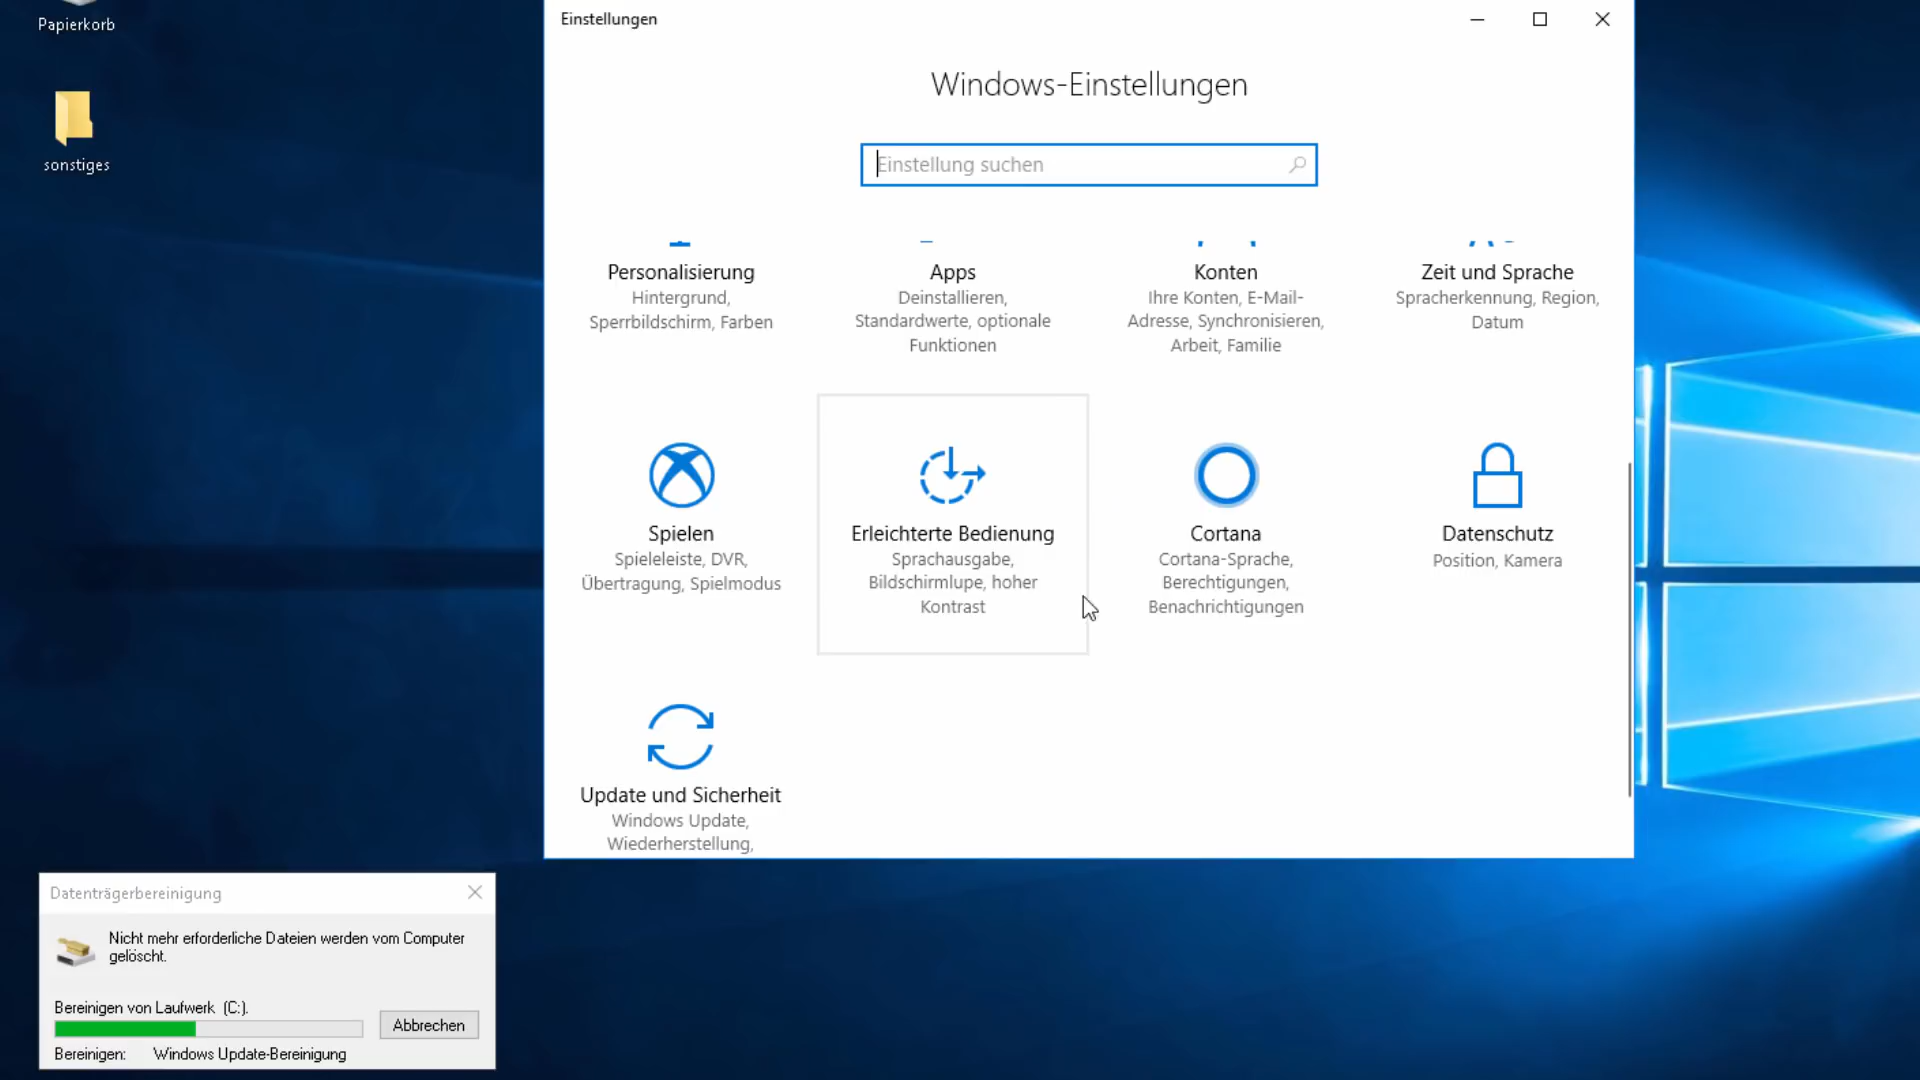 Papierkorb
sonstiges
Einstellungen
Windows-Einstellungen
Einstellung suchen
Personalisierung
Hintergrund,
Sperrbildschirm, Farben
Apps
Deinstallieren,
Standardwerte, optionale
Funktionen
Konten
Ihre Konten, E-Mail-
Adresse, Synchronisieren,
Arbeit, Familie
Zeit und Sprache
Spracherkennung, Region,
Datum
Spielen
Spieleleiste, DVR,
Übertragung, Spielmodus
Erleichterte Bedienung
Sprachausgabe,
Bildschirmlupe, hoher
Kontrast
Cortana
Cortana-Sprache,
Berechtigungen,
Benachrichtigungen
Datenschutz
Position, Kamera
Update und Sicherheit
Windows Update,
Wiederherstellung,
Datenträgerbereinigung
Nicht mehr erforderliche Dateien werden vom Computer
gelöscht.
Bereinigen von Laufwerk (C:).
Abbrechen
Bereinigen: Windows Update-Bereinigung